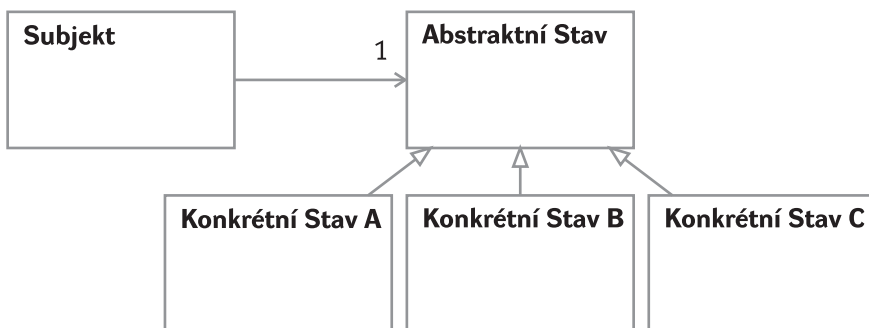 Subjekt
1
Abstraktní Stav
Konkrétní Stav A
Konkrétní Stav B
Konkrétní Stav C